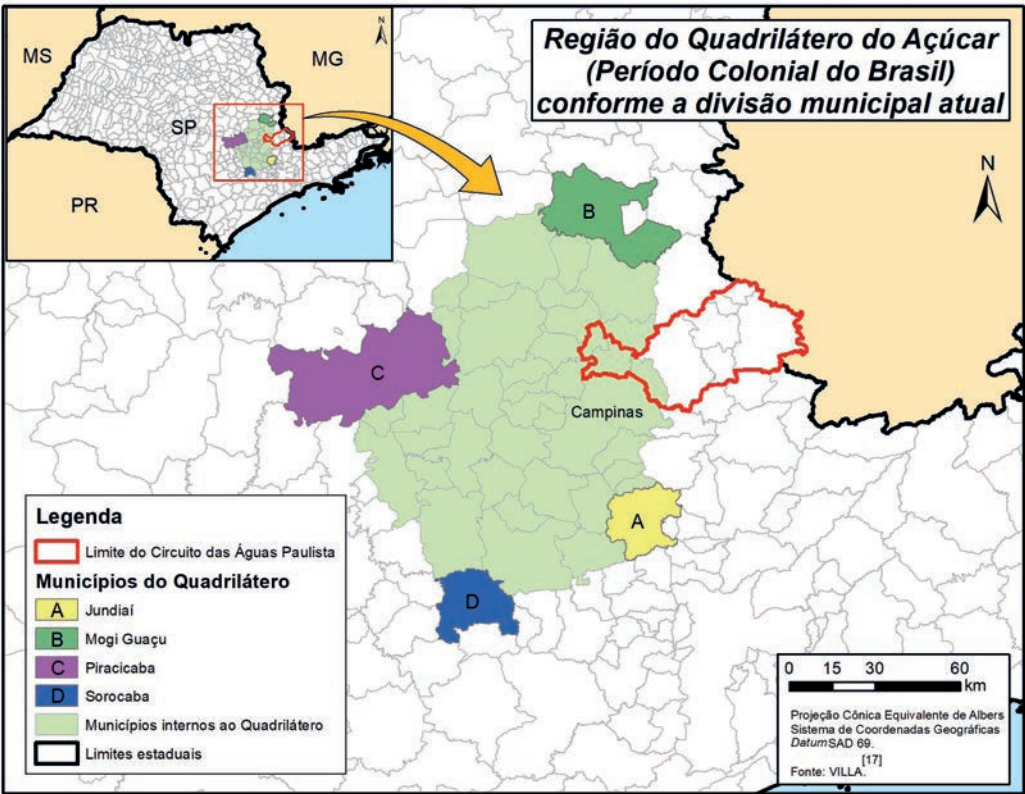 MS
MG
SP
PR
N
Região do Quadrilátero do Açúcar
(Período Colonial do Brasil)
conforme a divisão municipal atual
N
B
C
Campinas
A
D
Legenda
Limite do Circuito das Águas Paulista
Municípios do Quadrilátero
A Jundiaí
B Mogi Guaçu
C Piracicaba
D Sorocaba
Municípios internos ao Quadrilátero
Limites estaduais
0 15 30 60
km
Projeção Cônica Equivalente de Albers
Sistema de Coordenadas Geográficas
Datum SAD 69.
[17]
Fonte: VILLA.